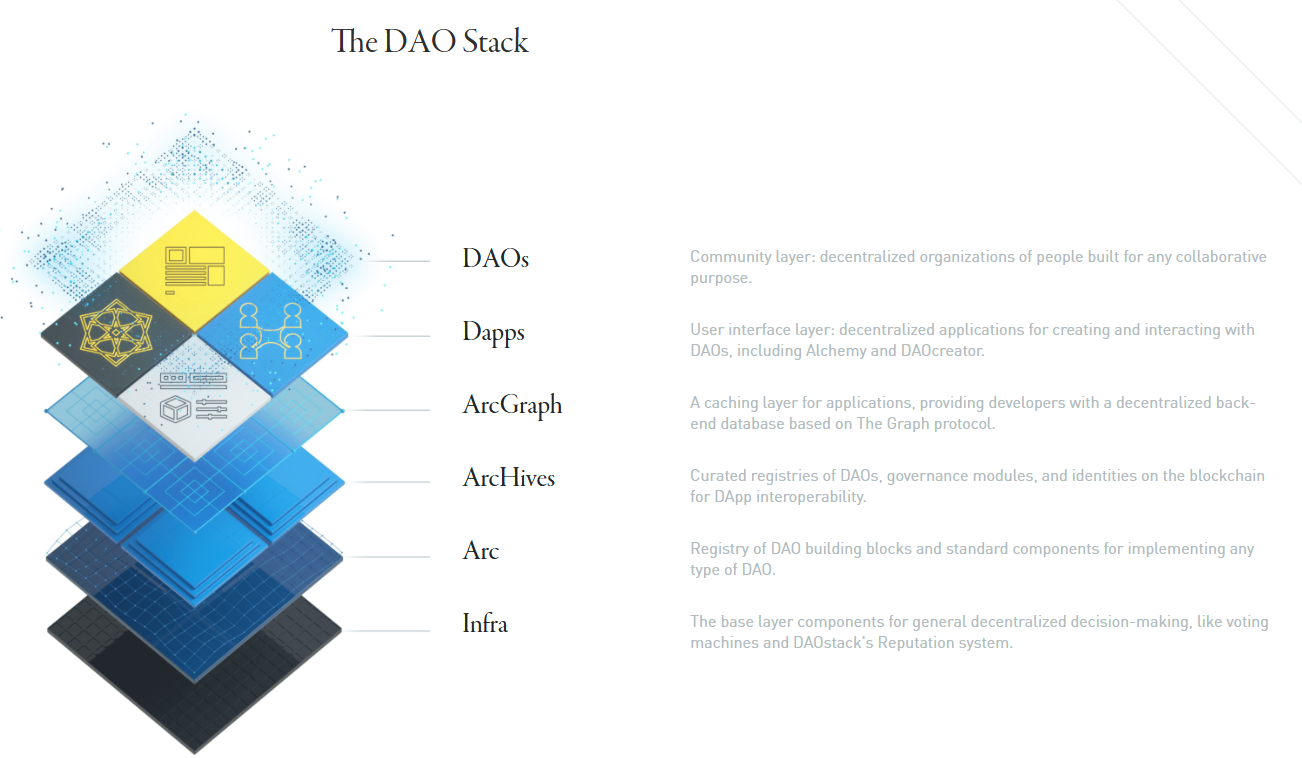 The DAO Stack
DAOs
Community layer: decentralized organizations of people built for any collaborative
purpose.
Dapps
User interface layer: decentralized applications for creating and interacting with
DAOs, including Alchemy and DAOcreator.
ArcGraph
A caching layer for applications, providing developers with a decentralized back-
end database based on The Graph protocol.
ArcHives
Curated registries of DAOs, governance modules, and identities on the blockchain
for DApp interoperability.
Arc
Registry of DAO building blocks and standard components for implementing any
type of DAO.
Infra
The base layer components for general decentralized decision-making, like voting
machines and DAOstack's Reputation system.